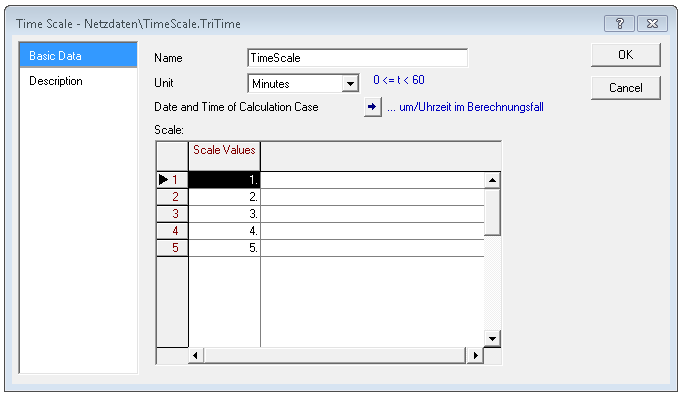 Time Scale - Netzdaten\TimeScale.TriTime
Basic Data
Description
Name TimeScale
Unit Minutes 0 <= t < 60
Date and Time of Calculation Case ... um/Uhrzeit im Berechnungsfall
Scale:
Scale Values
1 1.
2 2.
3 3.
4 4.
5 5.
OK
Cancel